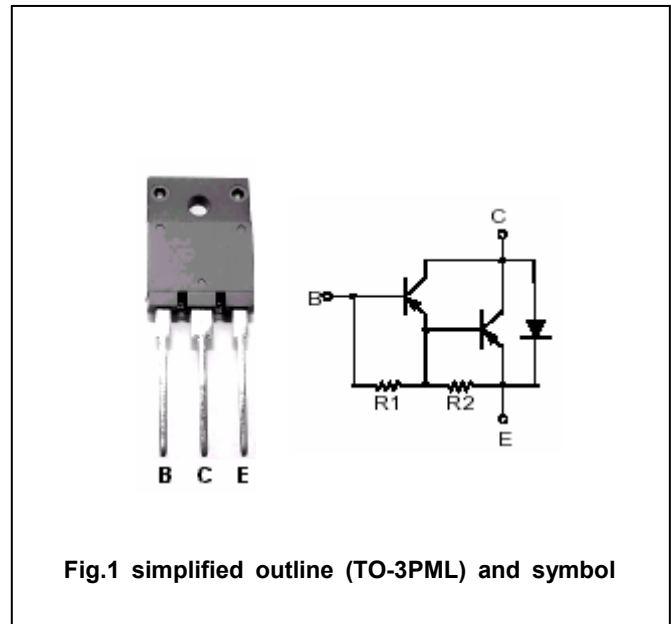 C
B
R1 R2
E
B C E
Fig.1 simplified outline (TO-3PML) and symbol